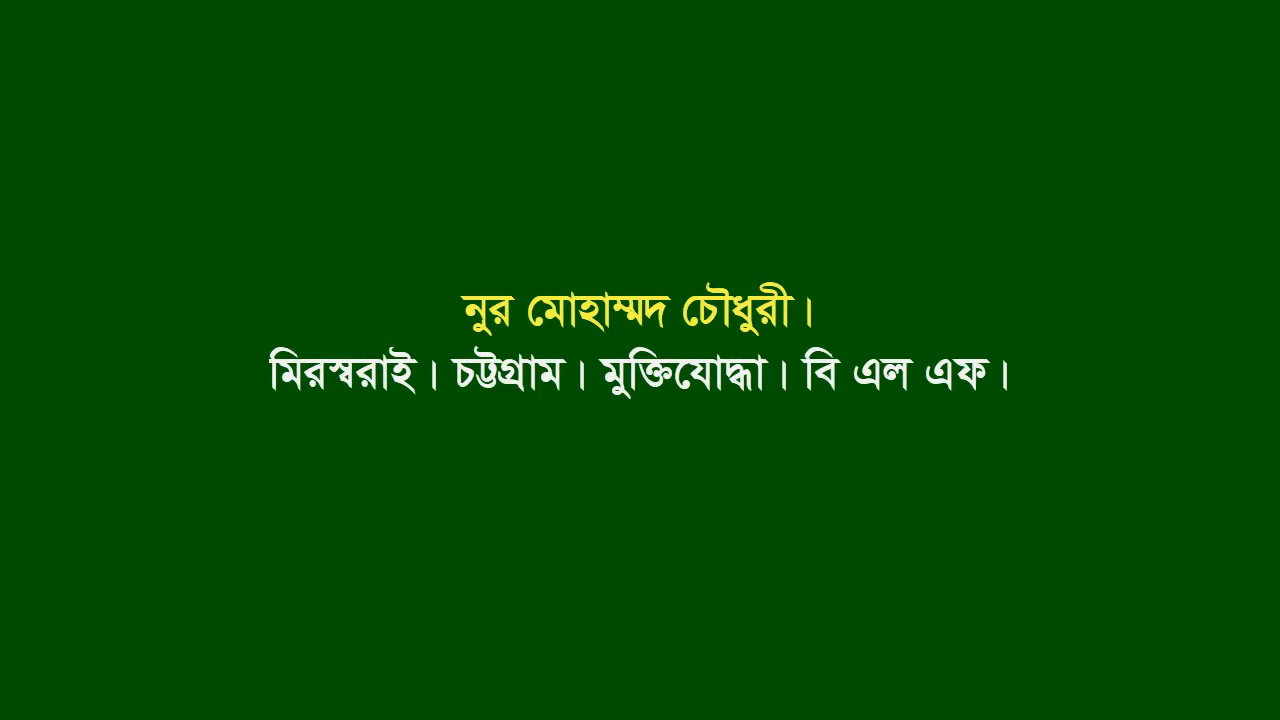 নুর মোহাম্মদ চৌধুরী।
মিরস্বরাই। চট্টগ্রাম। মুক্তিযোদ্ধা। বি এল এফ।